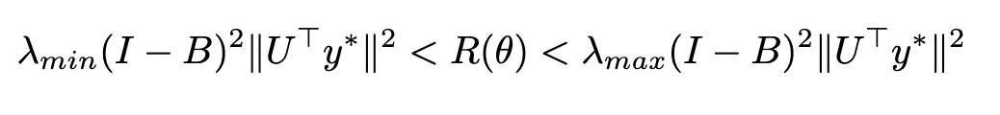 λ_{min}(I − B)²‖U^⊤y*‖² < R(θ) < λ_{max}(I − B)²‖U^⊤y*‖²